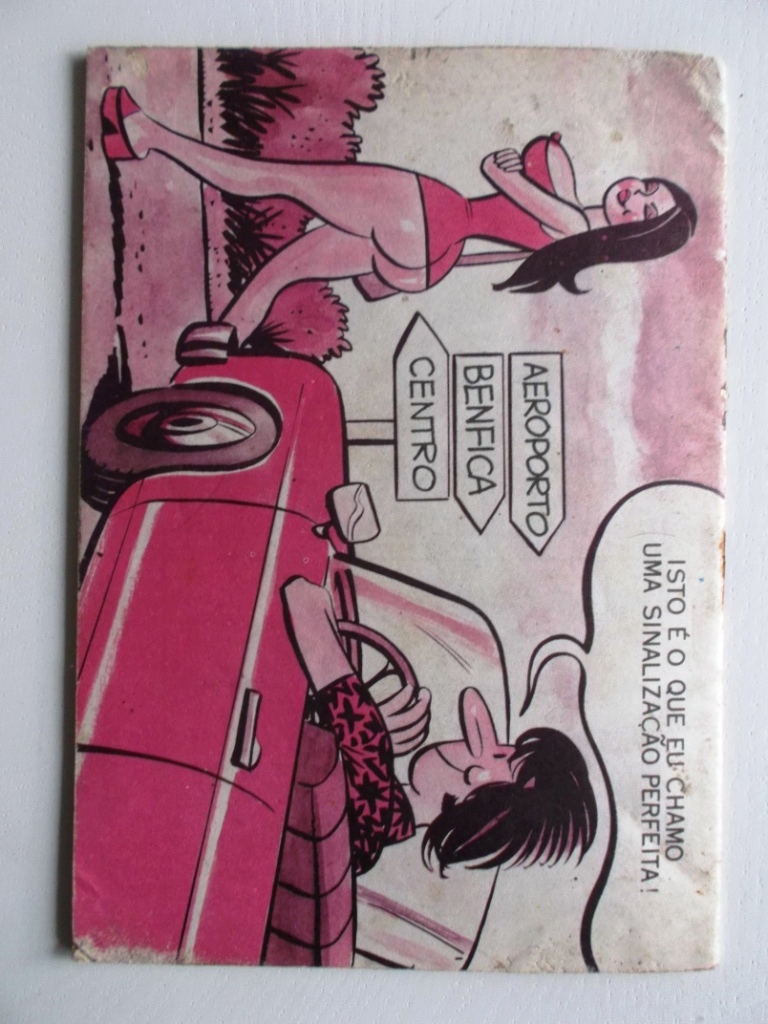 ISTO É O QUE EU CHAMO
UMA SINALIZAÇÃO PERFEITA!
AEROPORTO
BENFICA
CENTRO